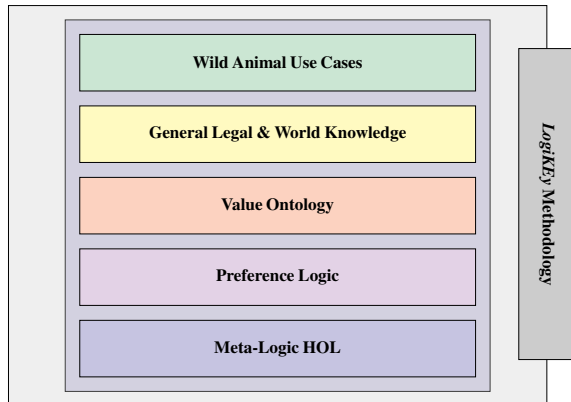 Wild Animal Use Cases
General Legal & World Knowledge
Value Ontology
Preference Logic
Meta-Logic HOL
LogiKEy Methodology